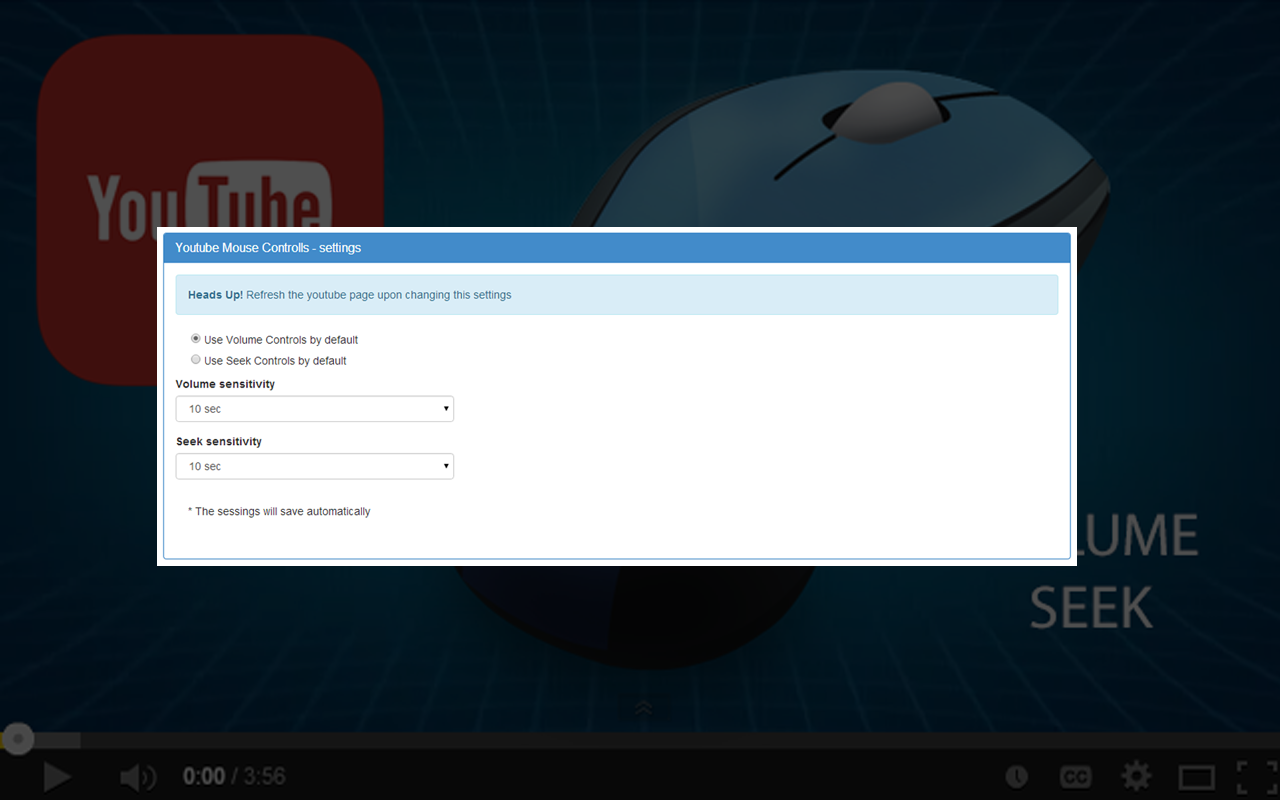 YouTube
Youtube Mouse Controlls - settings
Heads Up! Refresh the youtube page upon changing this settings
Use Volume Controls by default
Use Seek Controls by default
Volume sensitivity
10 sec
Seek sensitivity
10 sec
* The sessings will save automatically
LUME
SEEK
0:00 / 3:56
CC